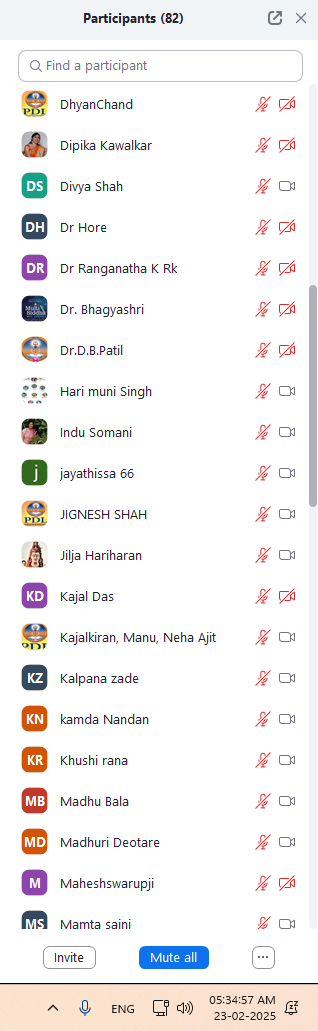 Participants (82)
Find a participant
PDL
DhyanChand
Dipika Kawalkar
DS
Divya Shah
DH
Dr Hore
DR
Dr Ranganatha K Rk
Dr. Bhagyashri
Dr.D.B.Patil
Hari muni Singh
Indu Somani
j
jayathissa 66
PDL
JIGNESH SHAH
Jilja Hariharan
KD
Kajal Das
PDL
Kajalkiran, Manu, Neha Ajit
KZ
Kalpana zade
KN
kamda Nandan
KR
Khushi rana
MB
Madhu Bala
MD
Madhuri Deotare
M
Maheshswarupji
MS
Mamta saini
Invite
Mute all
...
ENG
05:34:57 AM
23-02-2025